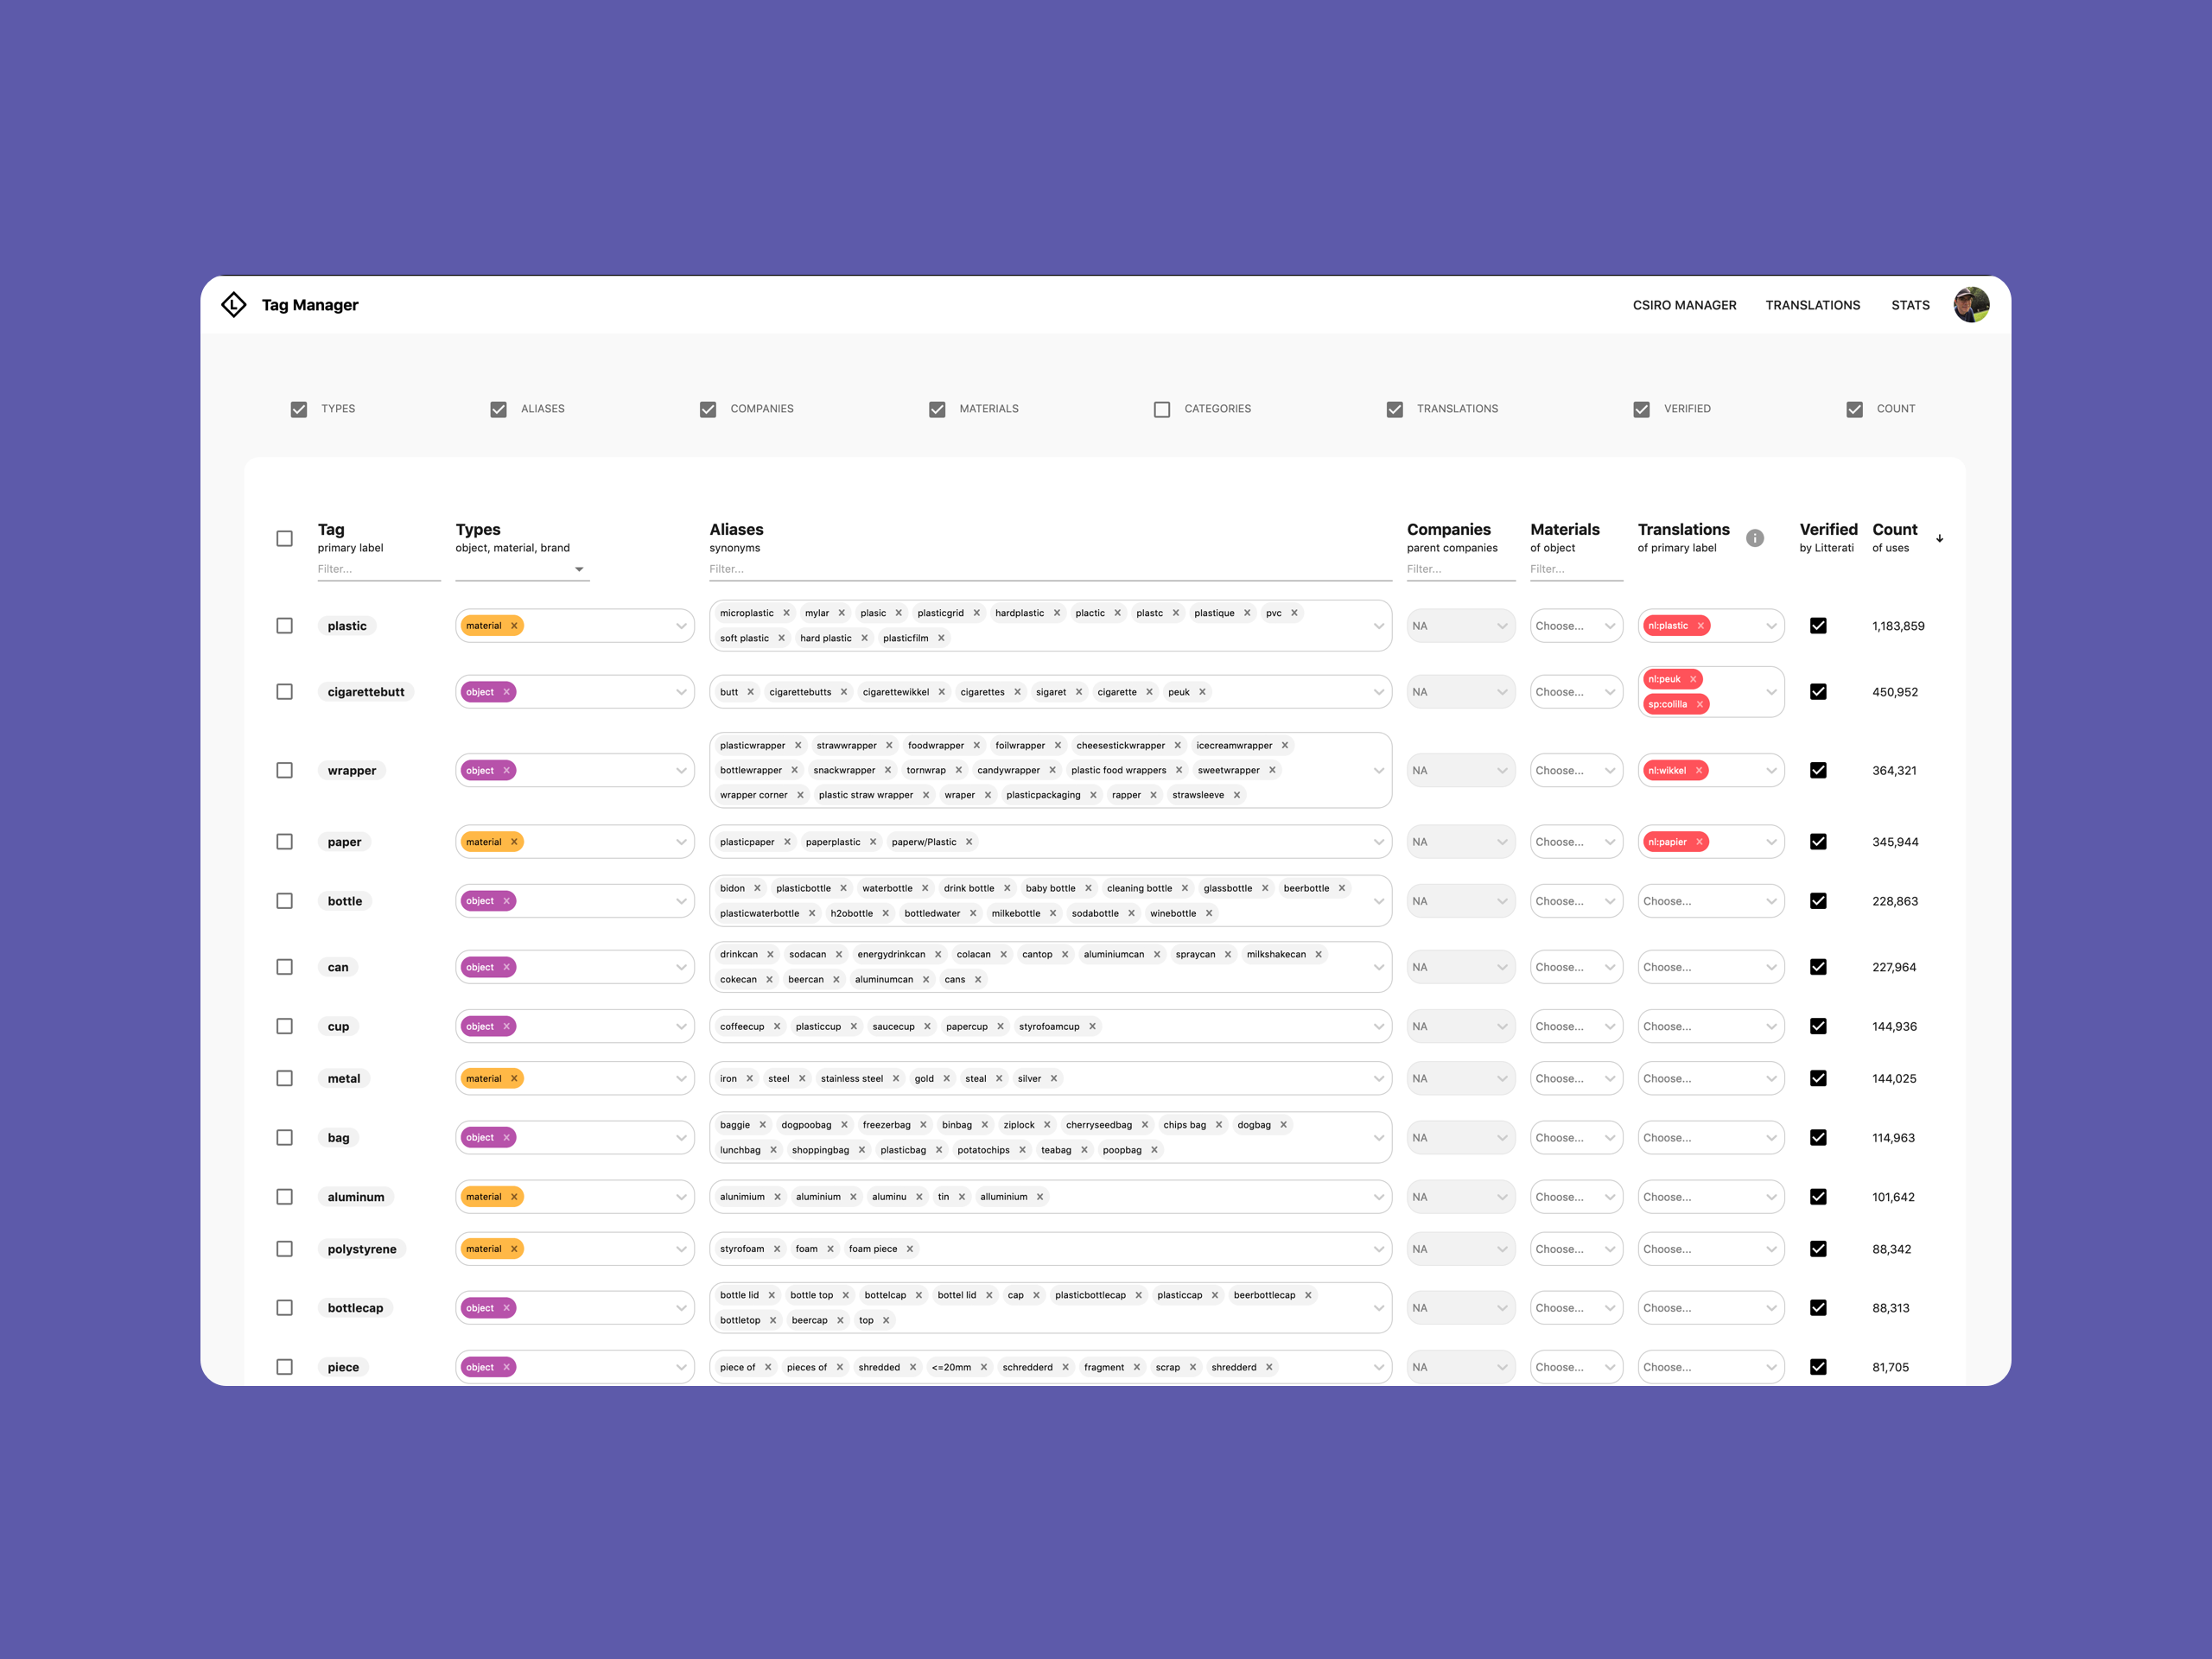 Tag Manager
CSIRO MANAGER TRANSLATIONS STATS
TYPES ALIASES COMPANIES MATERIALS CATEGORIES TRANSLATIONS VERIFIED COUNT
Tag Types Aliases Companies Materials Translations Verified Count
primary label object, material, brand synonyms parent companies of object of primary label by Litterati of uses
Filter... Filter... Filter... Filter...
microplastic mylar plasic plasticgrid hardplastic plactic plastc plastique pvc
plastic material NA Choose... nl:plastic 1,183,859
soft plastic hard plastic plasticfilm
nl:peuk
cigarettebutt object butt cigarettebutts cigarettewikkel cigarettes sigaret cigarette peuk NA Choose... 450,952
sp:colilla
plasticwrapper strawwrapper foodwrapper foilwrapper cheesestickwrapper icecreamwrapper
wrapper object bottlewrapper snackwrapper tornwrap candywrapper plastic food wrappers sweetwrapper NA Choose... nl:wikkel 364,321
wrapper corner plastic straw wrapper wraper plasticpackaging rapper strawsleeve
paper material plasticpaper paperplastic paperw/Plastic NA Choose... nl:papier 345,944
bidon plasticbottle waterbottle drink bottle baby bottle cleaning bottle glassbottle beerbottle
bottle object NA Choose... Choose... 228,863
plasticwaterbottle h2obottle bottledwater milkebottle sodabottle winebottle
drinkcan sodacan energydrinkcan colacan cantop aluminiumcan spraycan milkshakecan
can object NA Choose... Choose... 227,964
cokecan beercan aluminumcan cans
cup object coffeecup plasticcup saucecup papercup styrofoamcup NA Choose... Choose... 144,936
metal material iron steel stainless steel gold steal silver NA Choose... Choose... 144,025
baggie dogpoobag freezerbag binbag ziplock cherryseedbag chips bag dogbag
bag object NA Choose... Choose... 114,963
lunchbag shoppingbag plasticbag potatochips teabag poopbag
aluminum material alunimium aluminium aluminu tin alluminium NA Choose... Choose... 101,642
polystyrene material styrofoam foam foam piece NA Choose... Choose... 88,342
bottle lid bottle top bottelcap bottel lid cap plasticbottlecap plasticcap beerbottlecap
bottlecap object NA Choose... Choose... 88,313
bottletop beercap top
piece object piece of pieces of shredded <=20mm schredderd fragment scrap shredderd NA Choose... Choose... 81,705